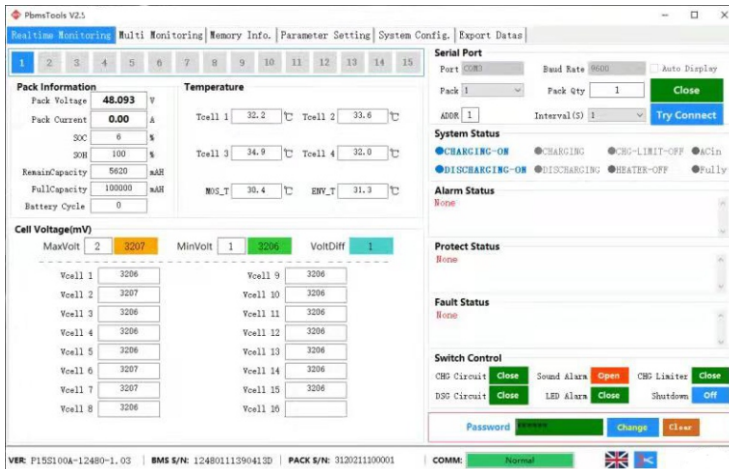 PbmsTools V2.5
Realtime Monitoring Multi Monitoring Memory Info. Parameter Setting System Config. Export Datas
1 2 3 4 5 6 7 8 9 10 11 12 13 14 15
Pack Information
Pack Voltage 48.093 V
Pack Current 0.00 A
SOC 6 %
SOH 100 %
RemainCapacity 5620 mAH
FullCapacity 100000 mAH
Battery Cycle 0
Temperature
Tcell 1 32.2 ℃ Tcell 2 33.6 ℃
Tcell 3 34.9 ℃ Tcell 4 32.0 ℃
MOS_T 30.4 ℃ ENV_T 31.3 ℃
Cell Voltage(mV)
MaxVolt 2 3207 MinVolt 1 3206 VoltDiff 1
Vcell 1 3206 Vcell 9 3206
Vcell 2 3207 Vcell 10 3206
Vcell 3 3206 Vcell 11 3206
Vcell 4 3206 Vcell 12 3206
Vcell 5 3206 Vcell 13 3206
Vcell 6 3207 Vcell 14 3206
Vcell 7 3207 Vcell 15 3206
Vcell 8 3206 Vcell 16
Serial Port
Port COM3 Baud Rate 9600 Auto Display
Pack 1 Pack Qty 1 Close
ADDR 1 Interval(S) 1 Try Connect
System Status
CHARGING-ON CHARGING CHG-LIMIT-OFF ACin
DISCHARGING-ON DISCHARGING HEATER-OFF Fully
Alarm Status
None
Protect Status
None
Fault Status
None
Switch Control
CHG Circuit Close Sound Alarm Open CHG Limiter Close
DSG Circuit Close LED Alarm Close Shutdown Off
Password ****** Change Clear
VER: P15S100A-12480-1.03 BMS S/N: 1248011390413D PACK S/N: 3120211100001 COMM: Normal